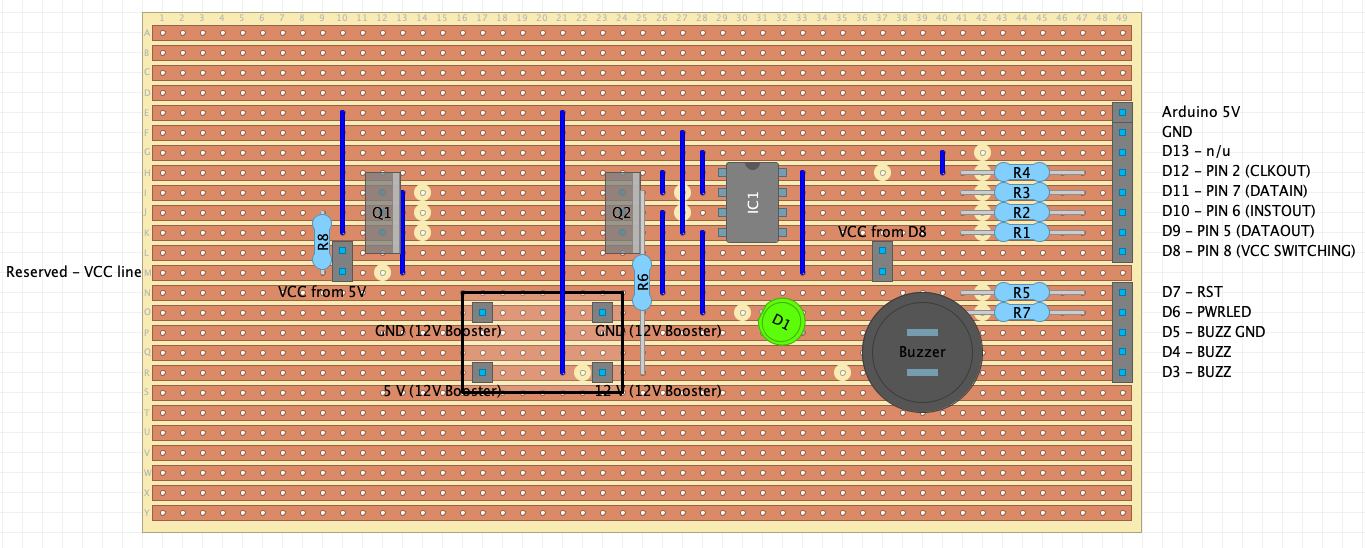 1 2 3 4 5 6 7 8 9 10 11 12 13 14 15 16 17 18 19 20 21 22 23 24 25 26 27 28 29 30 31 32 33 34 35 36 37 38 39 40 41 42 43 44 45 46 47 48 49
A
B
C
D
E
Arduino 5V
F
GND
G
D13 - n/u
H
R4
D12 - PIN 2 (CLKOUT)
I
R3
D11 - PIN 7 (DATAIN)
IC1
J
Q1
Q2
R2
D10 - PIN 6 (INSTOUT)
K
R8
VCC from D8
R1
D9 - PIN 5 (DATAOUT)
L
D8 - PIN 8 (VCC SWITCHING)
Reserved - VCC line
M
R6
VCC from 5V
N
R5
D7 - RST
O
D1
R7
D6 - PWRLED
GND (12V Booster)
GND (12V Booster)
P
D5 - BUZZ GND
Q
Buzzer
D4 - BUZZ
R
D3 - BUZZ
5 V (12V Booster)
12 V (12V Booster)
S
T
U
V
W
X
Y